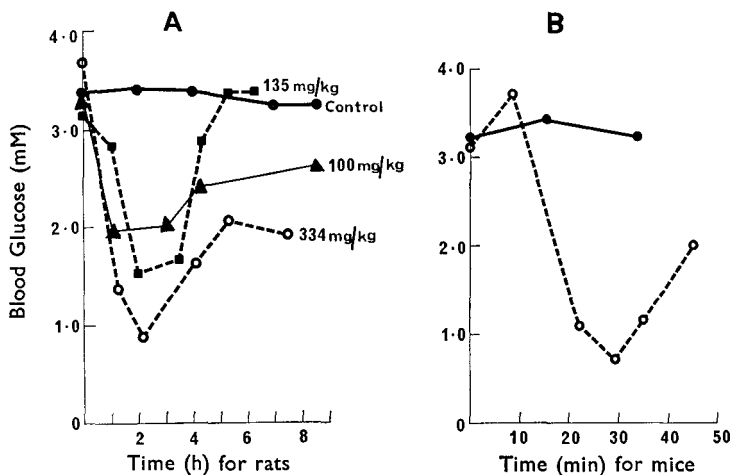 A
4·0
3·0
2·0
1·0
0
Blood Glucose (mM)
135 mg/kg
Control
100 mg/kg
334 mg/kg
2
4
6
8
Time (h) for rats
B
4·0
3·0
2·0
1·0
0
10
20
30
40
50
Time (min) for mice